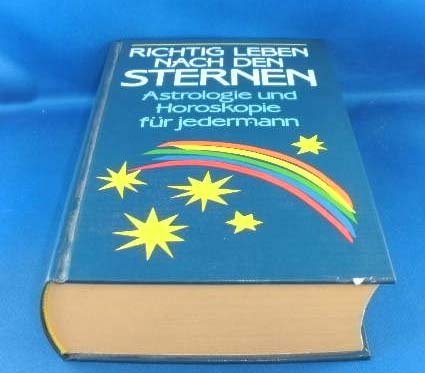 RICHTIG LEBEN
NACH DEN
STERNEN
Astrologie und
Horoskopie
für jedermann